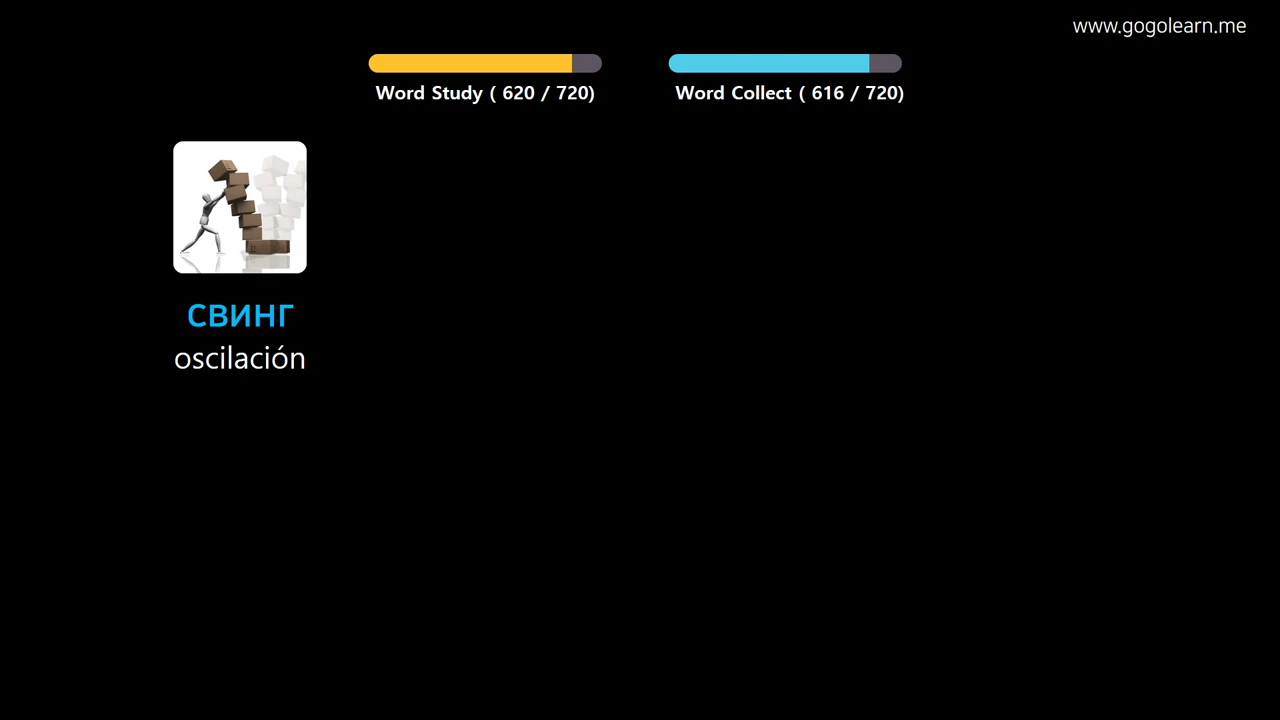 www.gogolearn.me
Word Study ( 620 / 720)
Word Collect ( 616 / 720)
свинг
oscilación